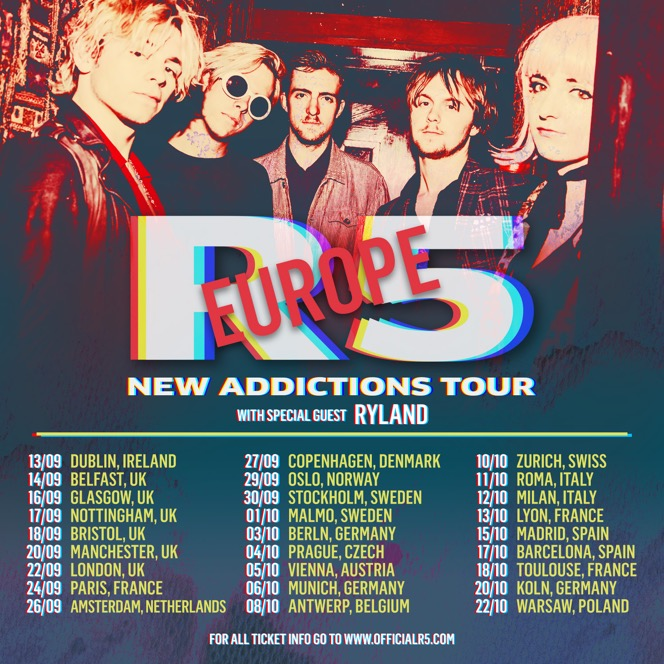 R5
EUROPE
NEW ADDICTIONS TOUR
WITH SPECIAL GUEST RYLAND
13/09 DUBLIN, IRELAND
14/09 BELFAST, UK
16/09 GLASGOW, UK
17/09 NOTTINGHAM, UK
18/09 BRISTOL, UK
20/09 MANCHESTER, UK
22/09 LONDON, UK
24/09 PARIS, FRANCE
26/09 AMSTERDAM, NETHERLANDS
27/09 COPENHAGEN, DENMARK
29/09 OSLO, NORWAY
30/09 STOCKHOLM, SWEDEN
01/10 MALMO, SWEDEN
03/10 BERLN, GERMANY
04/10 PRAGUE, CZECH
05/10 VIENNA, AUSTRIA
06/10 MUNICH, GERMANY
08/10 ANTWERP, BELGIUM
10/10 ZURICH, SWISS
11/10 ROMA, ITALY
12/10 MILAN, ITALY
13/10 LYON, FRANCE
15/10 MADRID, SPAIN
17/10 BARCELONA, SPAIN
18/10 TOULOUSE, FRANCE
20/10 KOLN, GERMANY
22/10 WARSAW, POLAND
FOR ALL TICKET INFO GO TO WWW.OFFICIALR5.COM